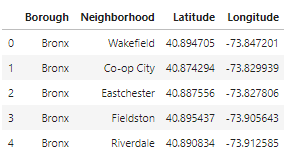 Borough Neighborhood Latitude Longitude
0 Bronx Wakefield 40.894705 -73.847201
1 Bronx Co-op City 40.874294 -73.829939
2 Bronx Eastchester 40.887556 -73.827806
3 Bronx Fieldston 40.895437 -73.905643
4 Bronx Riverdale 40.890834 -73.912585